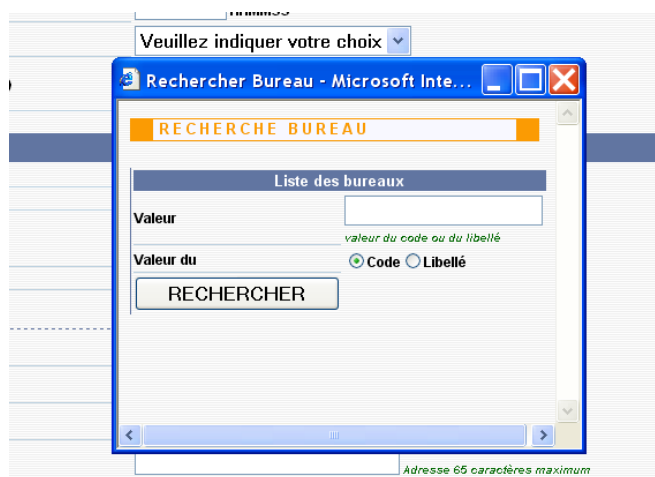 HHMMSS
Veuillez indiquer votre choix
Rechercher Bureau - Microsoft Inte...
RECHERCHE BUREAU
Liste des bureaux
Valeur
valeur du code ou du libellé
Valeur du
Code Libellé
RECHERCHER
Adresse 65 caractères maximum